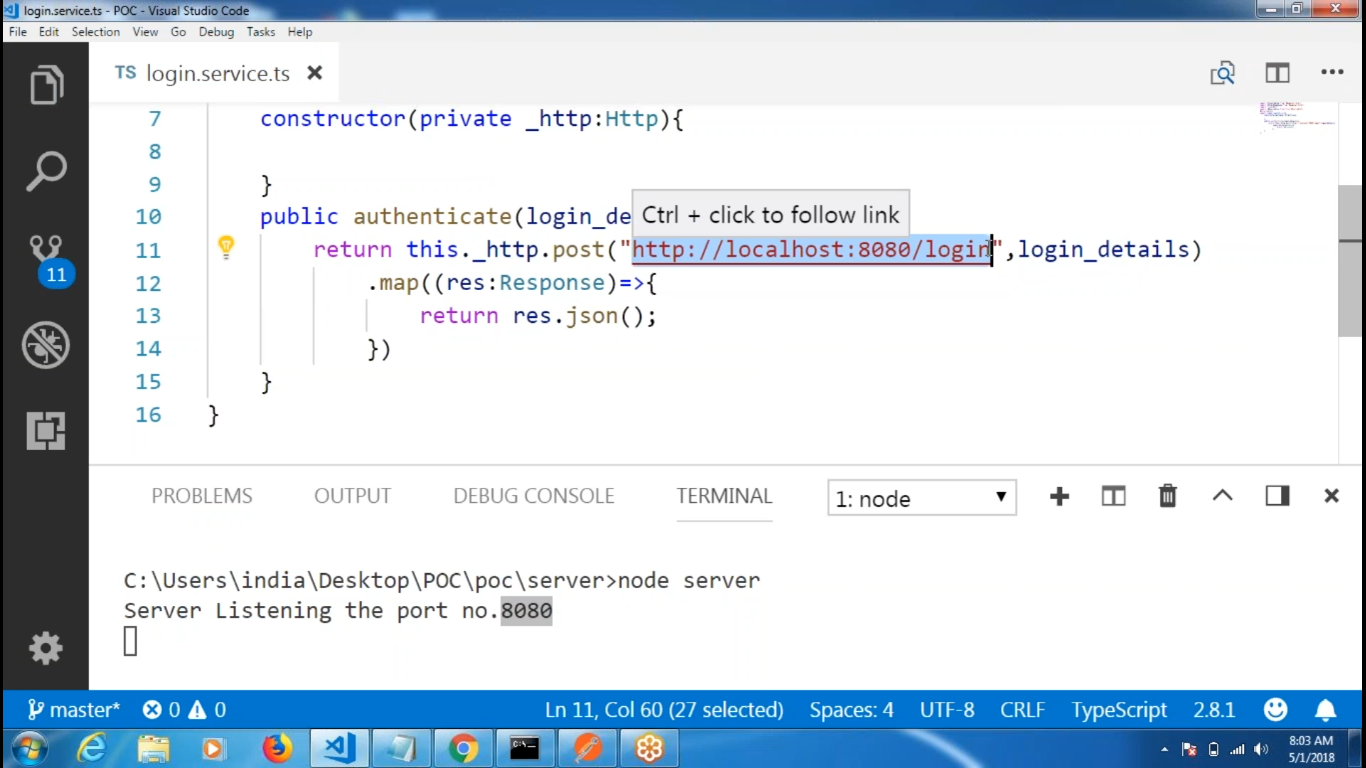 login.service.ts - POC - Visual Studio Code
File Edit Selection View Go Debug Tasks Help
TS login.service.ts
7 constructor(private _http:Http){
8
9 }
Ctrl + click to follow link
10 public authenticate(login_de
11 return this._http.post("http://localhost:8080/login",login_details)
12 .map((res:Response)=>{
13 return res.json();
14 })
15 }
16 }
11
PROBLEMS OUTPUT DEBUG CONSOLE TERMINAL 1: node
C:\Users\india\Desktop\POC\poc\server>node server
Server Listening the port no.8080
master* 0 0 Ln 11, Col 60 (27 selected) Spaces: 4 UTF-8 CRLF TypeScript 2.8.1
8:03 AM
5/1/2018